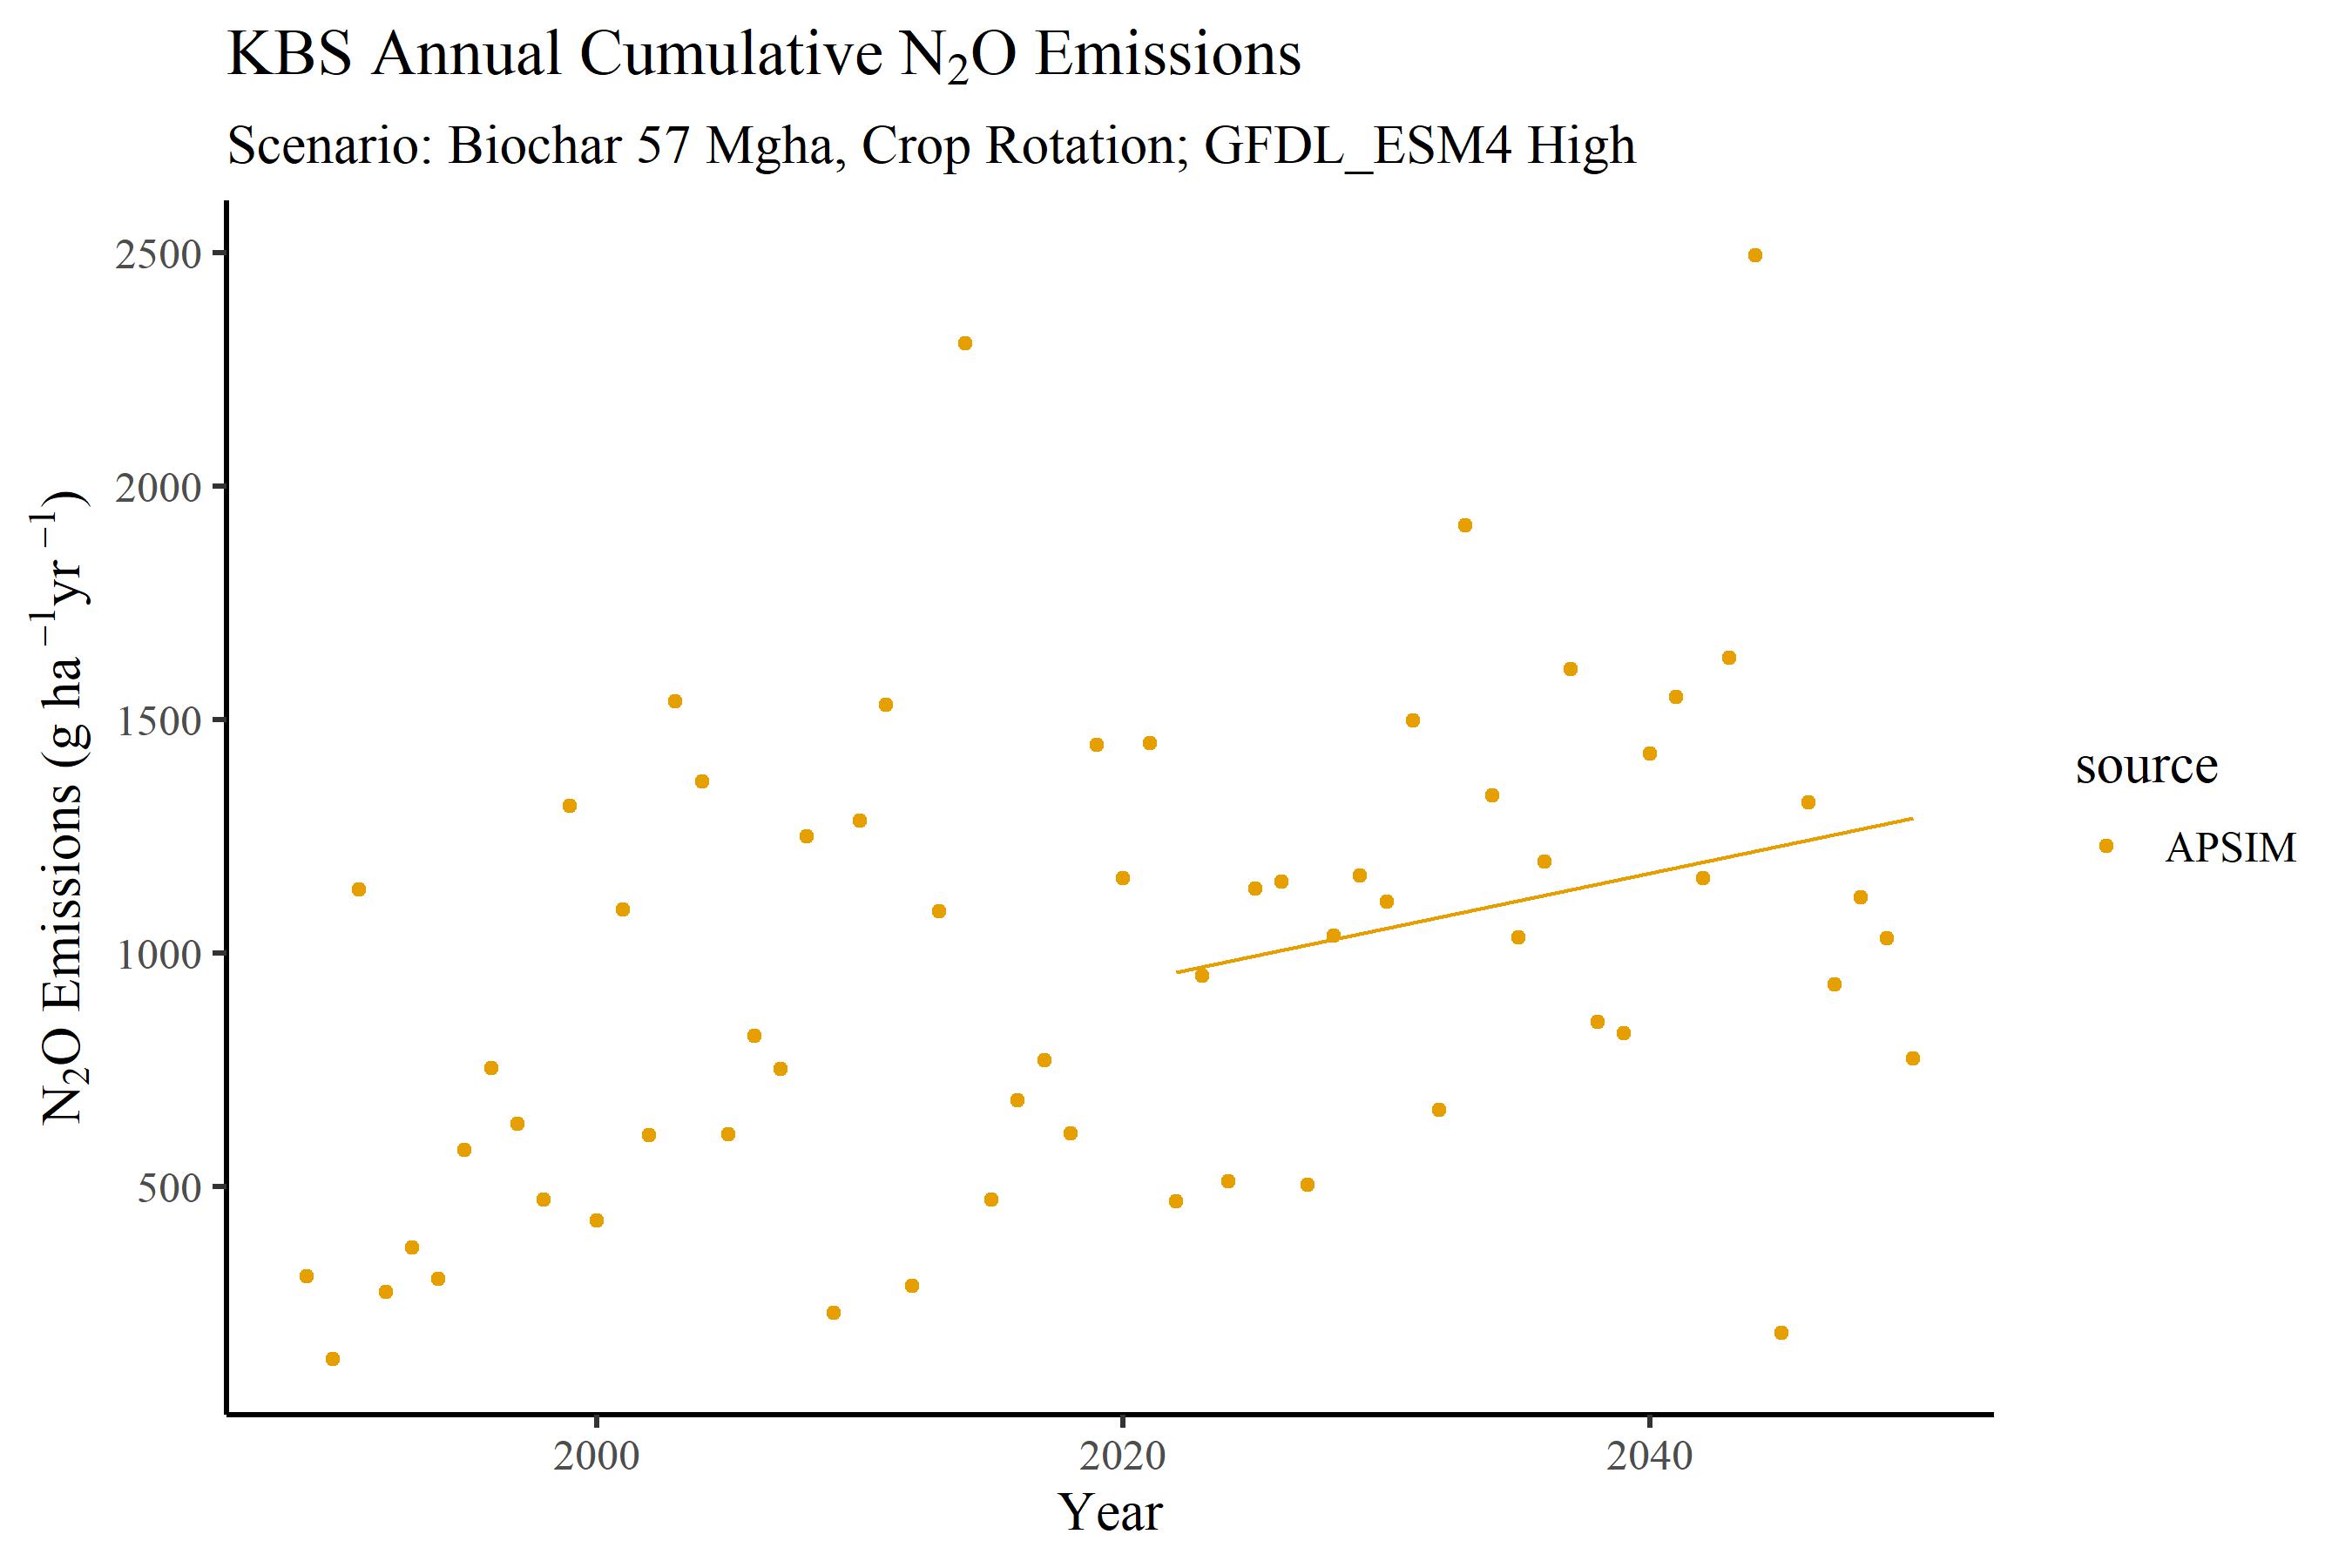 KBS Annual Cumulative N₂O Emissions
Scenario: Biochar 57 Mgha, Crop Rotation; GFDL_ESM4 High
N₂O Emissions (g ha ⁻¹yr ⁻¹)
2500
2000
1500
1000
500
2000 2020 2040
Year
source
APSIM